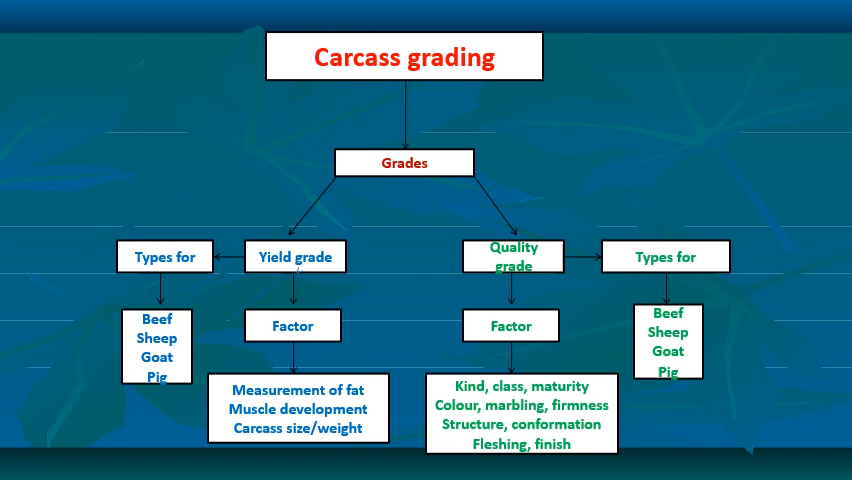 Carcass grading
Grades
Types for
Yield grade
Quality
grade
Types for
Beef
Sheep
Goat
Pig
Factor
Factor
Beef
Sheep
Goat
Pig
Measurement of fat
Muscle development
Carcass size/weight
Kind, class, maturity
Colour, marbling, firmness
Structure, conformation
Fleshing, finish